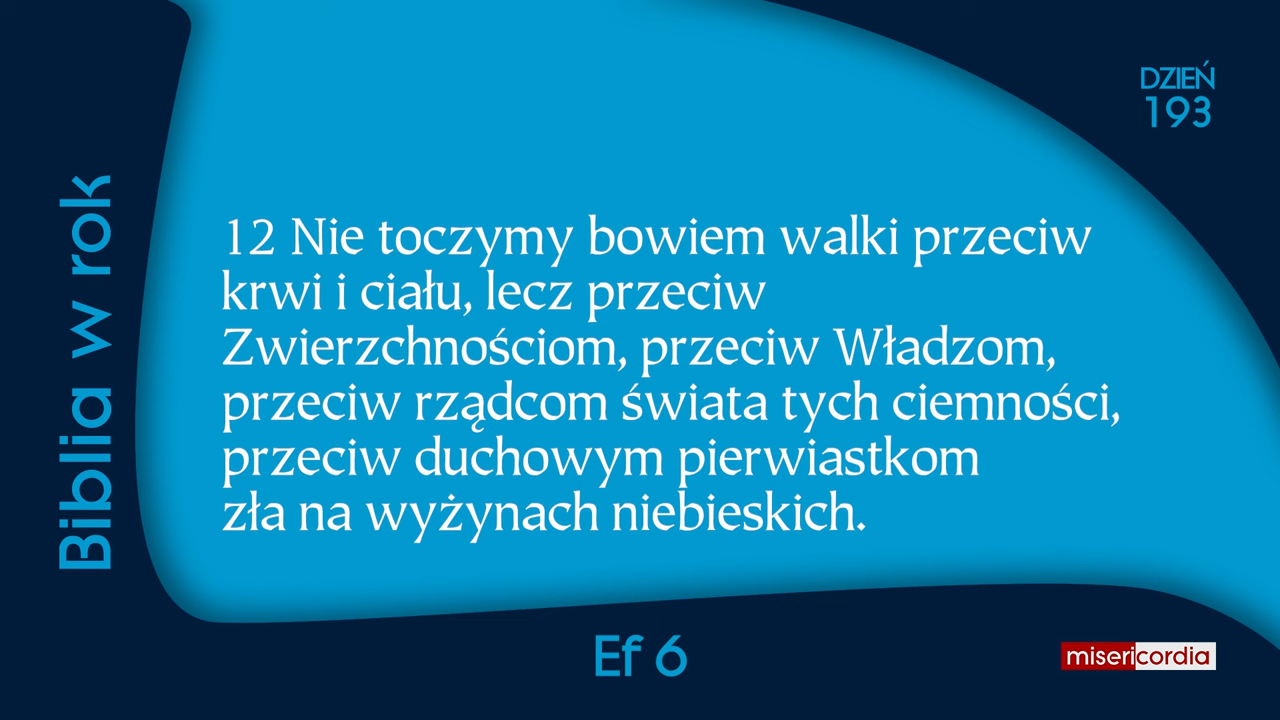 DZIEŃ
193
Biblia w rok
12 Nie toczymy bowiem walki przeciw
krwi i ciału, lecz przeciw
Zwierzchnościom, przeciw Władzom,
przeciw rządcom świata tych ciemności,
przeciw duchowym pierwiastkom
zła na wyżynach niebieskich.
Ef 6
misericordia